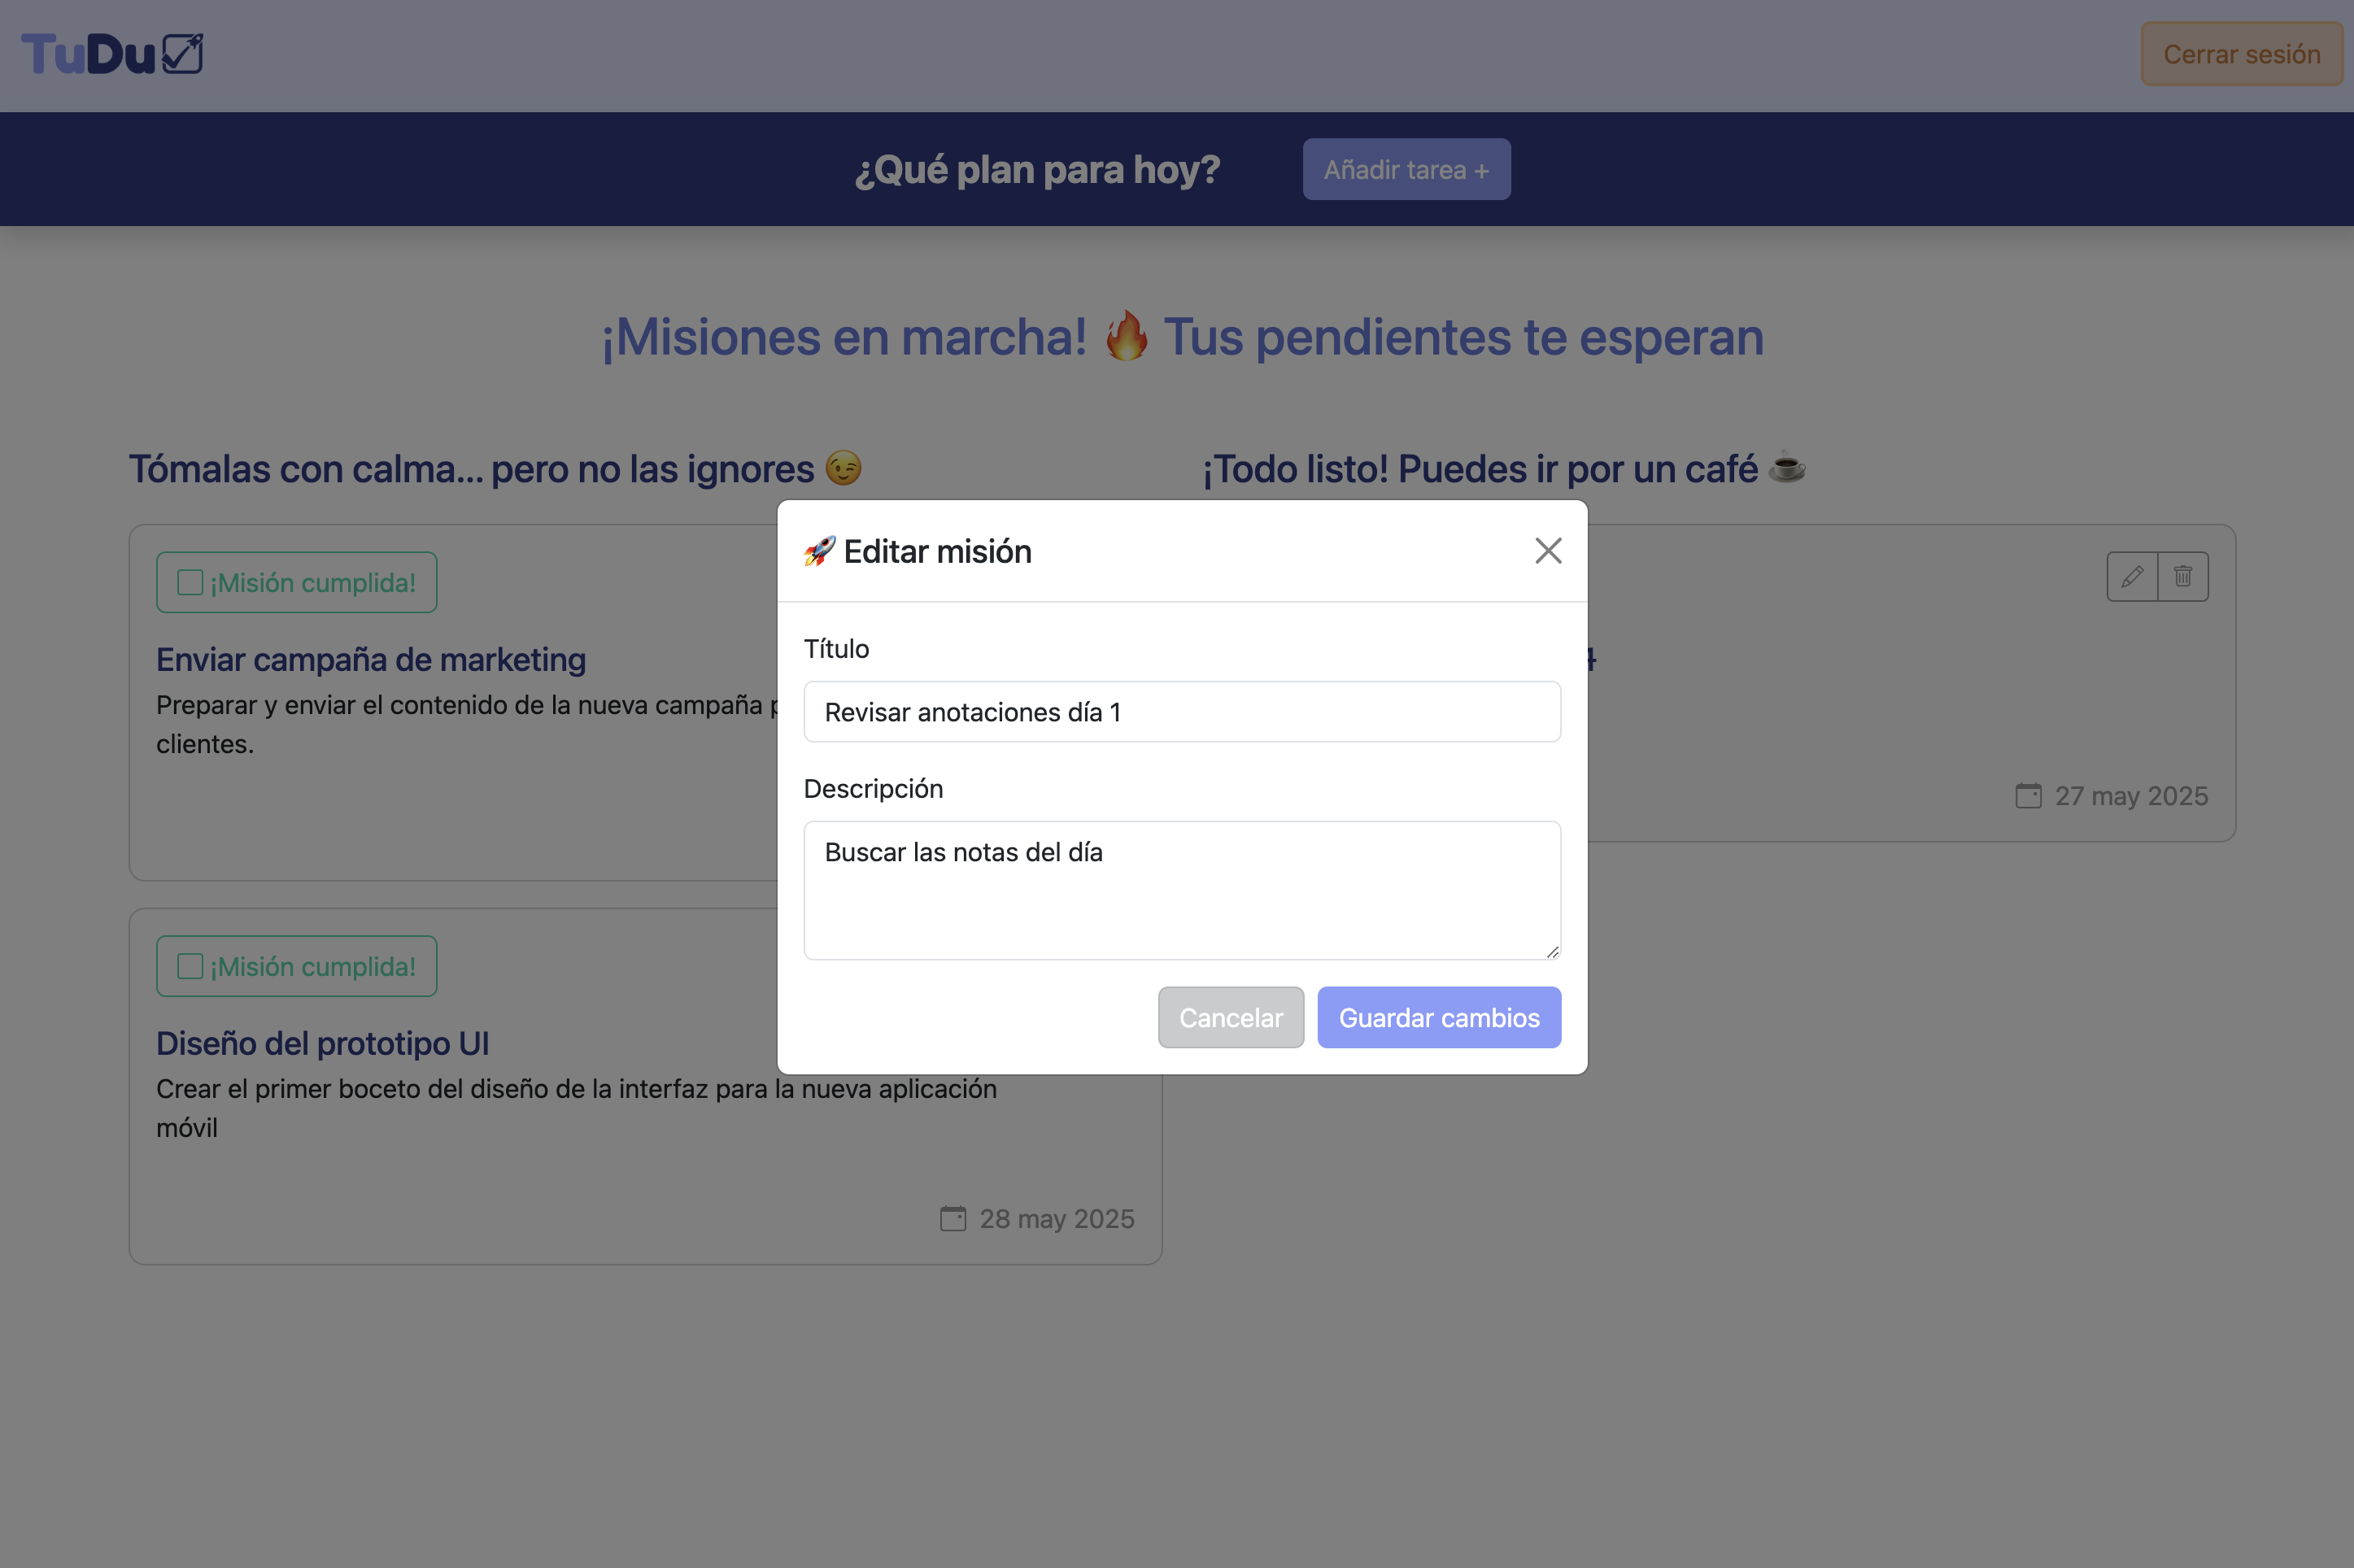 TuDu
Cerrar sesión
¿Qué plan para hoy?
Añadir tarea +
¡Misiones en marcha! 🔥 Tus pendientes te esperan
Tómalas con calma... pero no las ignores 😉
¡Misión cumplida!
Enviar campaña de marketing
Preparar y enviar el contenido de la nueva campaña
clientes.
¡Misión cumplida!
Diseño del prototipo UI
Crear el primer boceto del diseño de la interfaz para la nueva aplicación
móvil
28 may 2025
¡Todo listo! Puedes ir por un café ☕
27 may 2025
🚀 Editar misión
Título
Revisar anotaciones día 1
Descripción
Buscar las notas del día
Cancelar
Guardar cambios